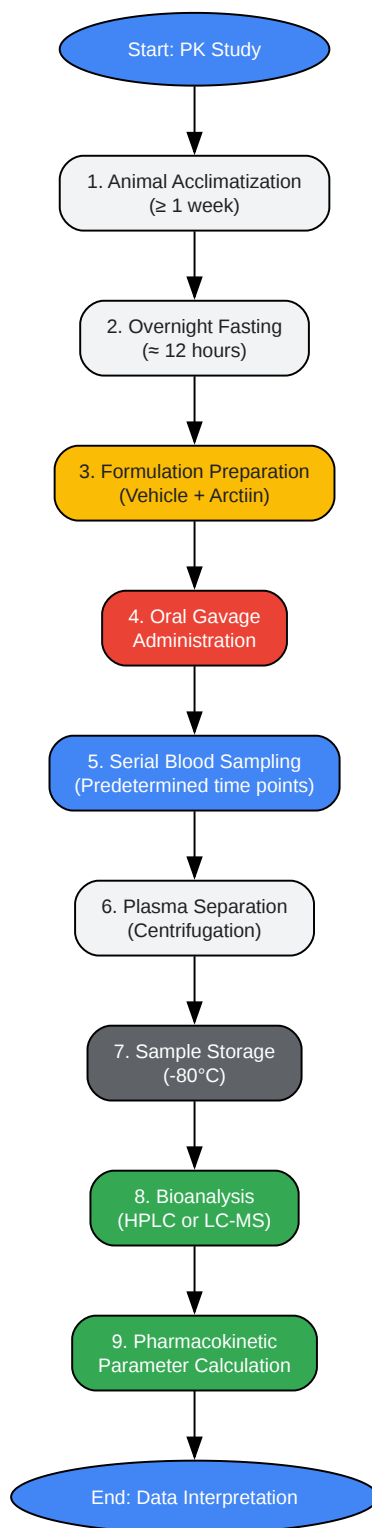 Start: PK Study
1. Animal Acclimatization
(≥ 1 week)
2. Overnight Fasting
(≈ 12 hours)
3. Formulation Preparation
(Vehicle + Arctiin)
4. Oral Gavage
Administration
5. Serial Blood Sampling
(Predetermined time points)
6. Plasma Separation
(Centrifugation)
7. Sample Storage
(-80°C)
8. Bioanalysis
(HPLC or LC-MS)
9. Pharmacokinetic
Parameter Calculation
End: Data Interpretation